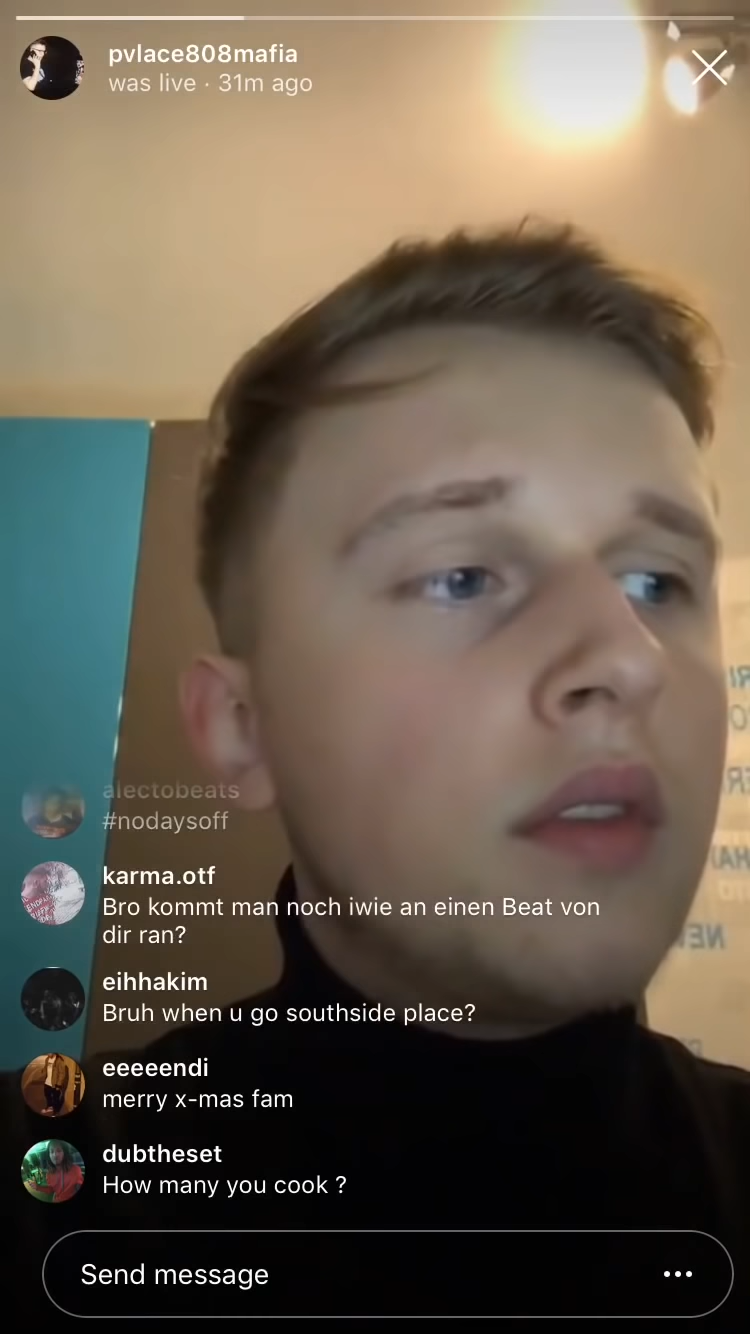 pvlace808mafia
was live · 31m ago
alectobeats
#nodaysoff
karma.otf
Bro kommt man noch iwie an einen Beat von
dir ran?
eihhakim
Bruh when u go southside place?
eeeeendi
merry x-mas fam
dubtheset
How many you cook ?
Send message